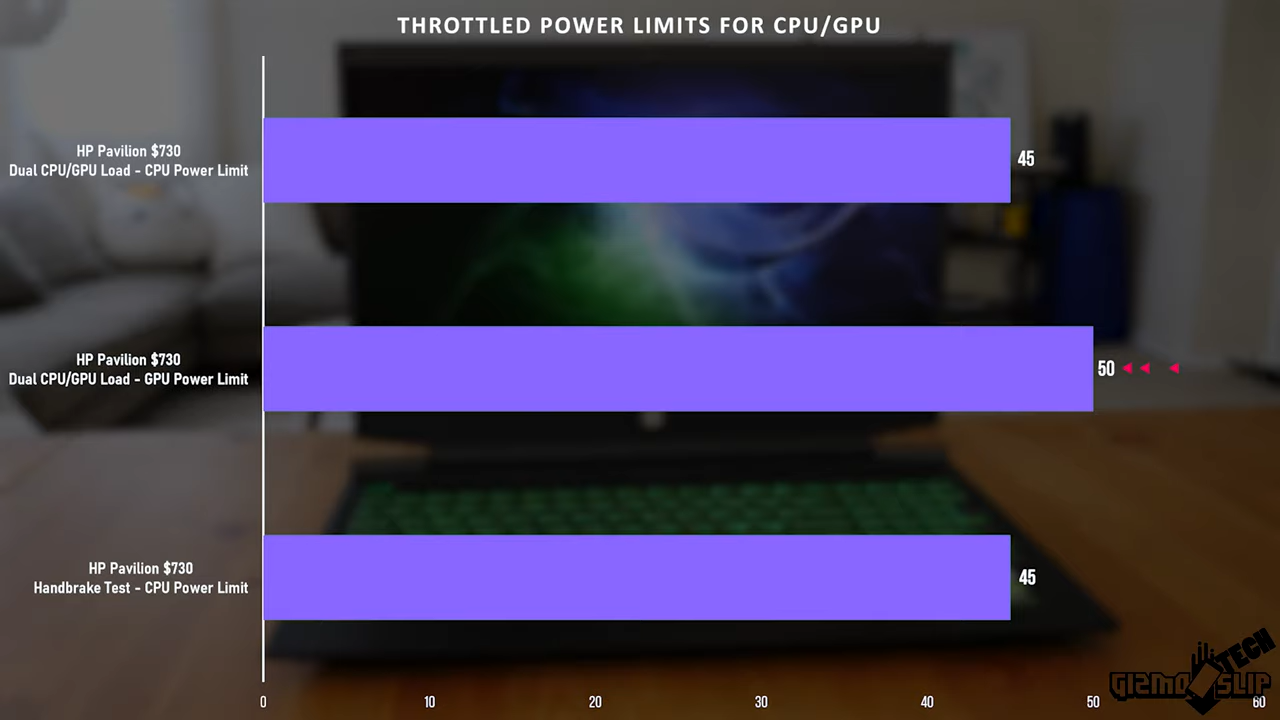 THROTTLED POWER LIMITS FOR CPU/GPU
HP Pavilion $730
Dual CPU/GPU Load - CPU Power Limit
45
HP Pavilion $730
Dual CPU/GPU Load - GPU Power Limit
50
HP Pavilion $730
Handbrake Test - CPU Power Limit
45
0 10 20 30 40 50 60
GIZMO SLIP TECH